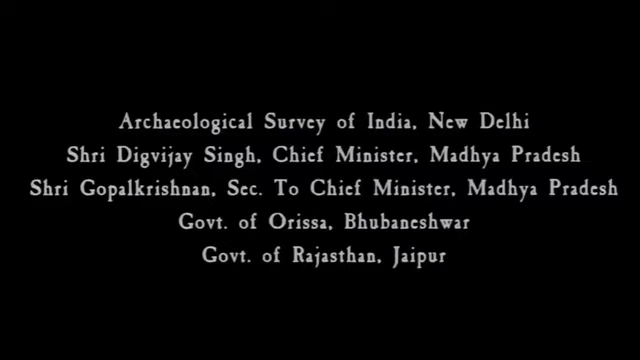 Archaeological Survey of India, New Delhi
Shri Digvijay Singh, Chief Minister, Madhya Pradesh
Shri Gopalkrishnan, Sec. To Chief Minister, Madhya Pradesh
Govt. of Orissa, Bhubaneshwar
Govt. of Rajasthan, Jaipur